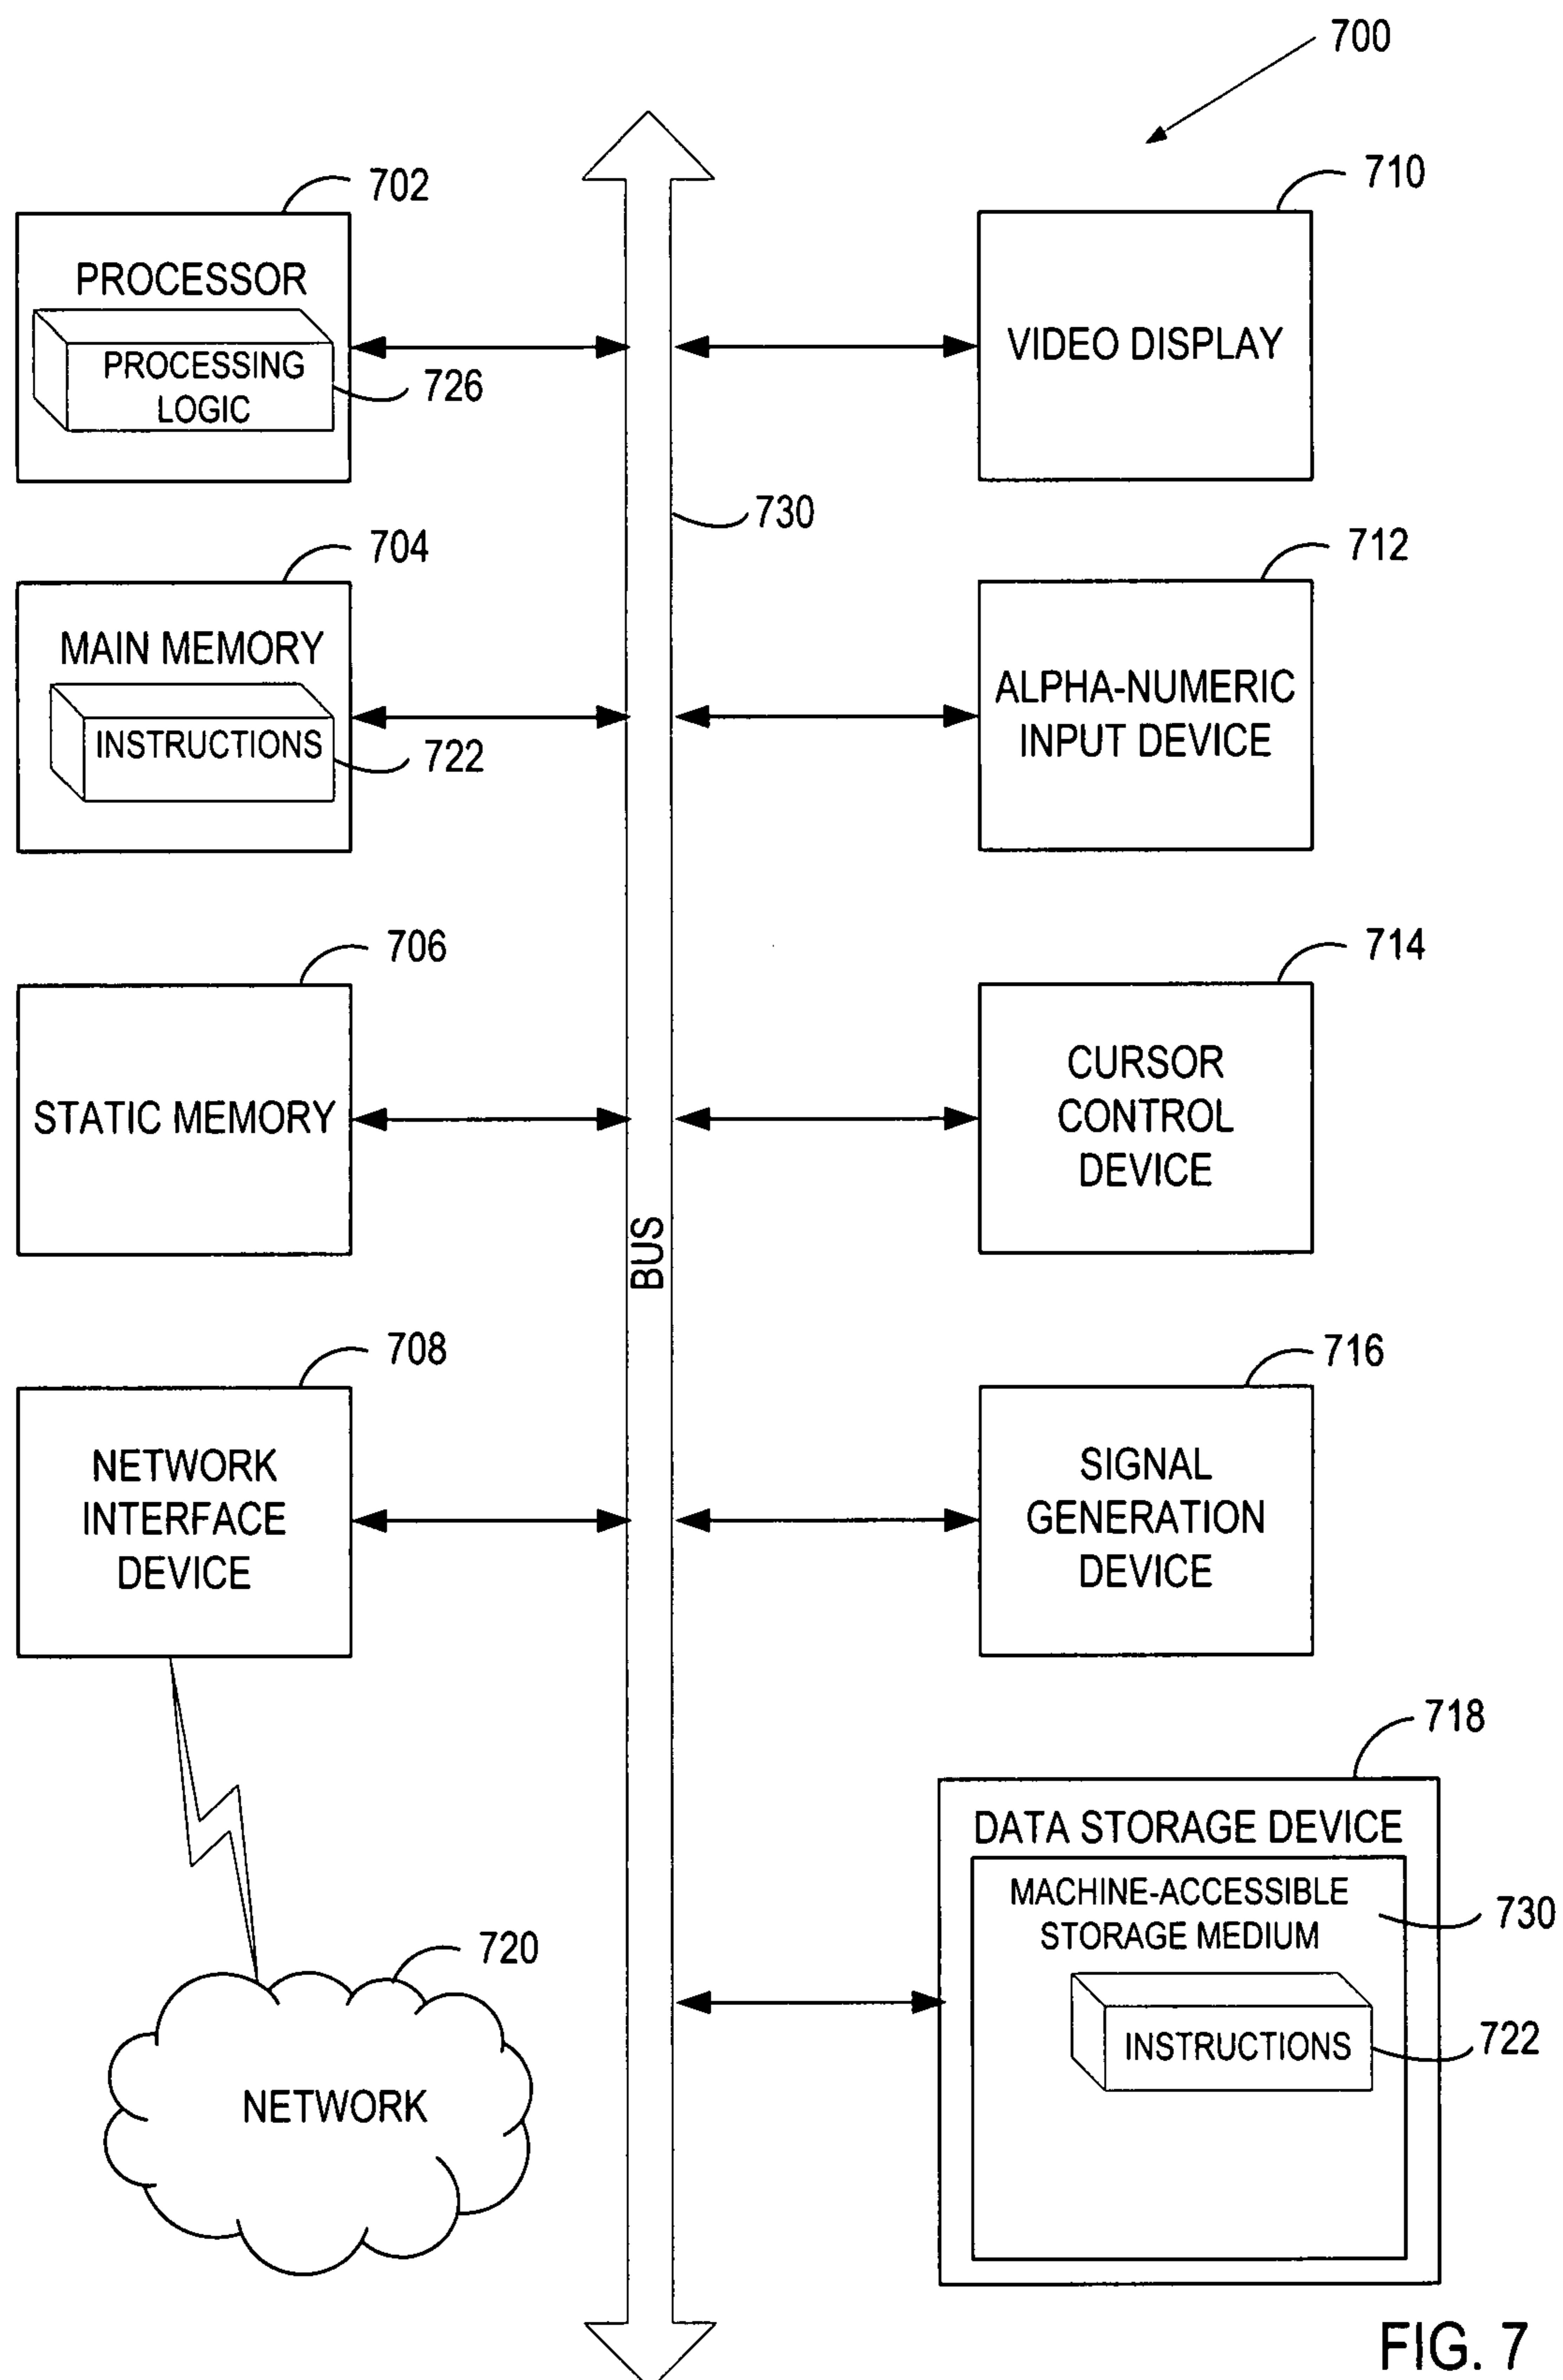 700
702
PROCESSOR
PROCESSING
LOGIC
726
710
VIDEO DISPLAY
730
704
MAIN MEMORY
INSTRUCTIONS
722
712
ALPHA-NUMERIC
INPUT DEVICE
706
STATIC MEMORY
714
CURSOR
CONTROL
DEVICE
BUS
708
NETWORK
INTERFACE
DEVICE
716
SIGNAL
GENERATION
DEVICE
718
DATA STORAGE DEVICE
MACHINE-ACCESSIBLE
STORAGE MEDIUM
730
INSTRUCTIONS
722
720
NETWORK
FIG. 7